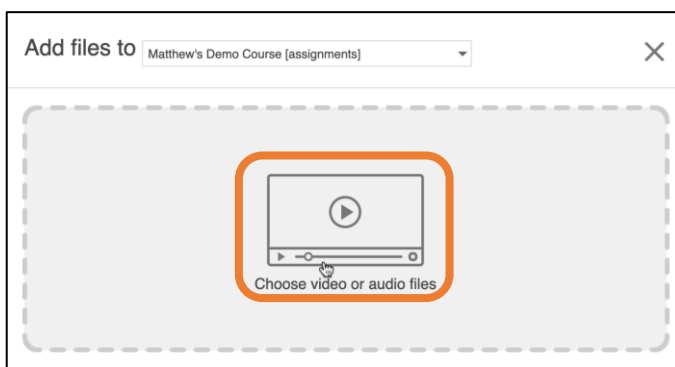 Add files to Matthew's Demo Course [assignments]
Choose video or audio files